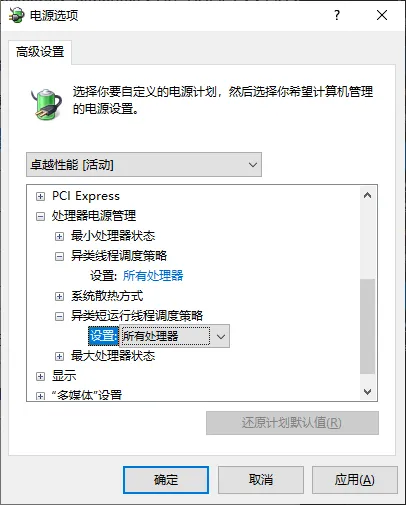 电源选项
高级设置
选择你要自定义的电源计划，然后选择你希望计算机管理
的电源设置。
卓越性能 [活动]
PCI Express
处理器电源管理
最小处理器状态
异类线程调度策略
设置: 所有处理器
系统散热方式
异类短运行线程调度策略
设置: 所有处理器
最大处理器状态
显示
“多媒体”设置
还原计划默认值(R)
确定
取消
应用(A)